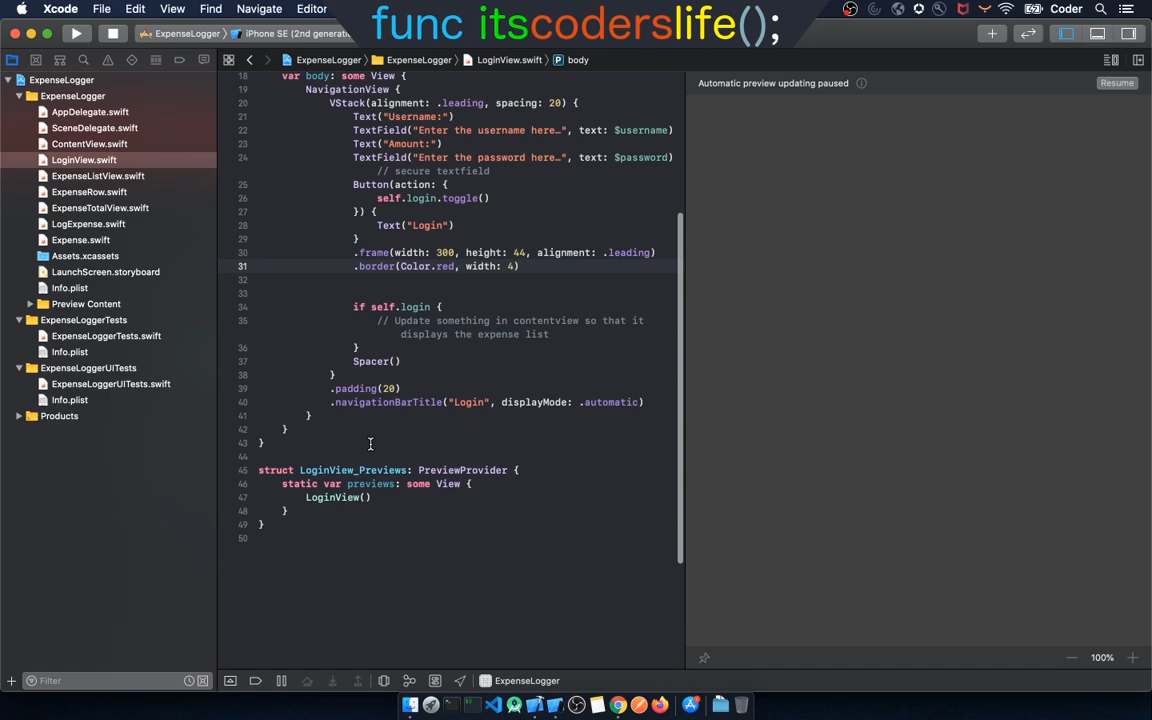 Xcode File Edit View Find Navigate Editor
func itscoderslife();
Coder
ExpenseLogger
iPhone SE (2nd generati
ExpenseLogger ExpenseLogger LoginView.swift body
ExpenseLogger
ExpenseLogger
AppDelegate.swift
SceneDelegate.swift
ContentView.swift
LoginView.swift
ExpenseListView.swift
ExpenseRow.swift
ExpenseTotalView.swift
LogExpense.swift
Expense.swift
Assets.xcassets
LaunchScreen.storyboard
Info.plist
Preview Content
ExpenseLoggerTests
ExpenseLoggerTests.swift
Info.plist
ExpenseLoggerUITests
ExpenseLoggerUITests.swift
Info.plist
Products
Filter
18 var body: some View {
19 NavigationView {
20 VStack(alignment: .leading, spacing: 20) {
21 Text("Username:")
22 TextField("Enter the username here…", text: $username)
23 Text("Amount:")
24 TextField("Enter the password here…", text: $password)
// secure textfield
25 Button(action: {
26 self.login.toggle()
27 }) {
28 Text("Login")
29 }
30 .frame(width: 300, height: 44, alignment: .leading)
31 .border(Color.red, width: 4)
32
33
34 if self.login {
35 // Update something in contentview so that it
displays the expense list
36 }
37 Spacer()
38 }
39 .padding(20)
40 .navigationBarTitle("Login", displayMode: .automatic)
41 }
42 }
43 }
44
45 struct LoginView_Previews: PreviewProvider {
46 static var previews: some View {
47 LoginView()
48 }
49 }
50
Automatic preview updating paused
Resume
100%
ExpenseLogger